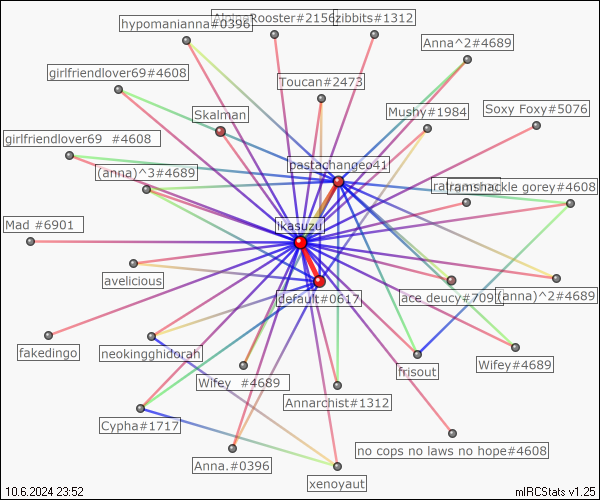 AlpineRooster#2156
zibbits#1312
hypomanianna#0396
Anna^2#4689
girlfriendlover69#4608
Toucan#2473
Mushy#1984
Soxy Foxy#5076
Skalman
girlfriendlover69 #4608
pastachangeo41
(anna)^3#4689
ramshackle gorey#4608
ikasuzu
Mad #6901
avelicious
default#0617
ace deucy#709
(anna)^2#4689
fakedingo
neokingghidorah
Wifey#4689
frisout
Wifey #4689
Annarchist#1312
Cypha#1717
no cops no laws no hope#4608
Anna.#0396
xenoyaut
10.6.2024 23:52
mIRCStats v1.25